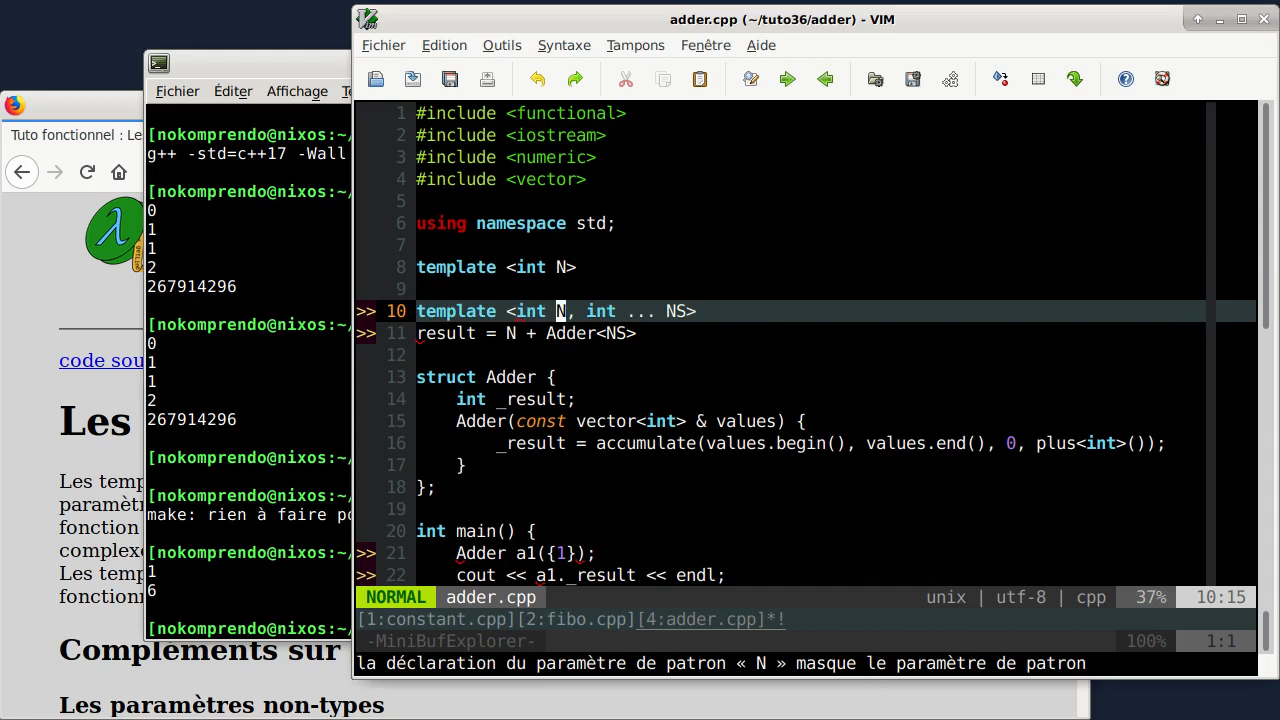 adder.cpp (~/tuto36/adder) - VIM
Fichier Edition Outils Syntaxe Tampons Fenêtre Aide
1 #include <functional>
2 #include <iostream>
3 #include <numeric>
4 #include <vector>
5
6 using namespace std;
7
8 template <int N>
9
>> 10 template <int N, int ... NS>
>> 11 result = N + Adder<NS>
12
13 struct Adder {
14 int _result;
15 Adder(const vector<int> & values) {
16 _result = accumulate(values.begin(), values.end(), 0, plus<int>());
17 }
18 };
19
20 int main() {
>> 21 Adder a1({1});
>> 22 cout << a1._result << endl;
NORMAL adder.cpp unix | utf-8 | cpp 37% 10:15
[1:constant.cpp][2:fibo.cpp][4:adder.cpp]*!
-MiniBufExplorer- 100% 1:1
la déclaration du paramètre de patron « N » masque le paramètre de patron
Fichier Éditer Affichage
[nokomprendo@nixos:~/
g++ -std=c++17 -Wall
[nokomprendo@nixos:~/
0
1
1
2
267914296
[nokomprendo@nixos:~/
0
1
1
2
267914296
[nokomprendo@nixos:~/
[nokomprendo@nixos:~/
make: rien à faire po
[nokomprendo@nixos:~/
1
6
[nokomprendo@nixos:~/
Tuto fonctionnel : Le
λ
code sou
Les
Les temp
paramètr
fonction
complexe
Les temp
fonction
Compléments sur
Les paramètres non-types